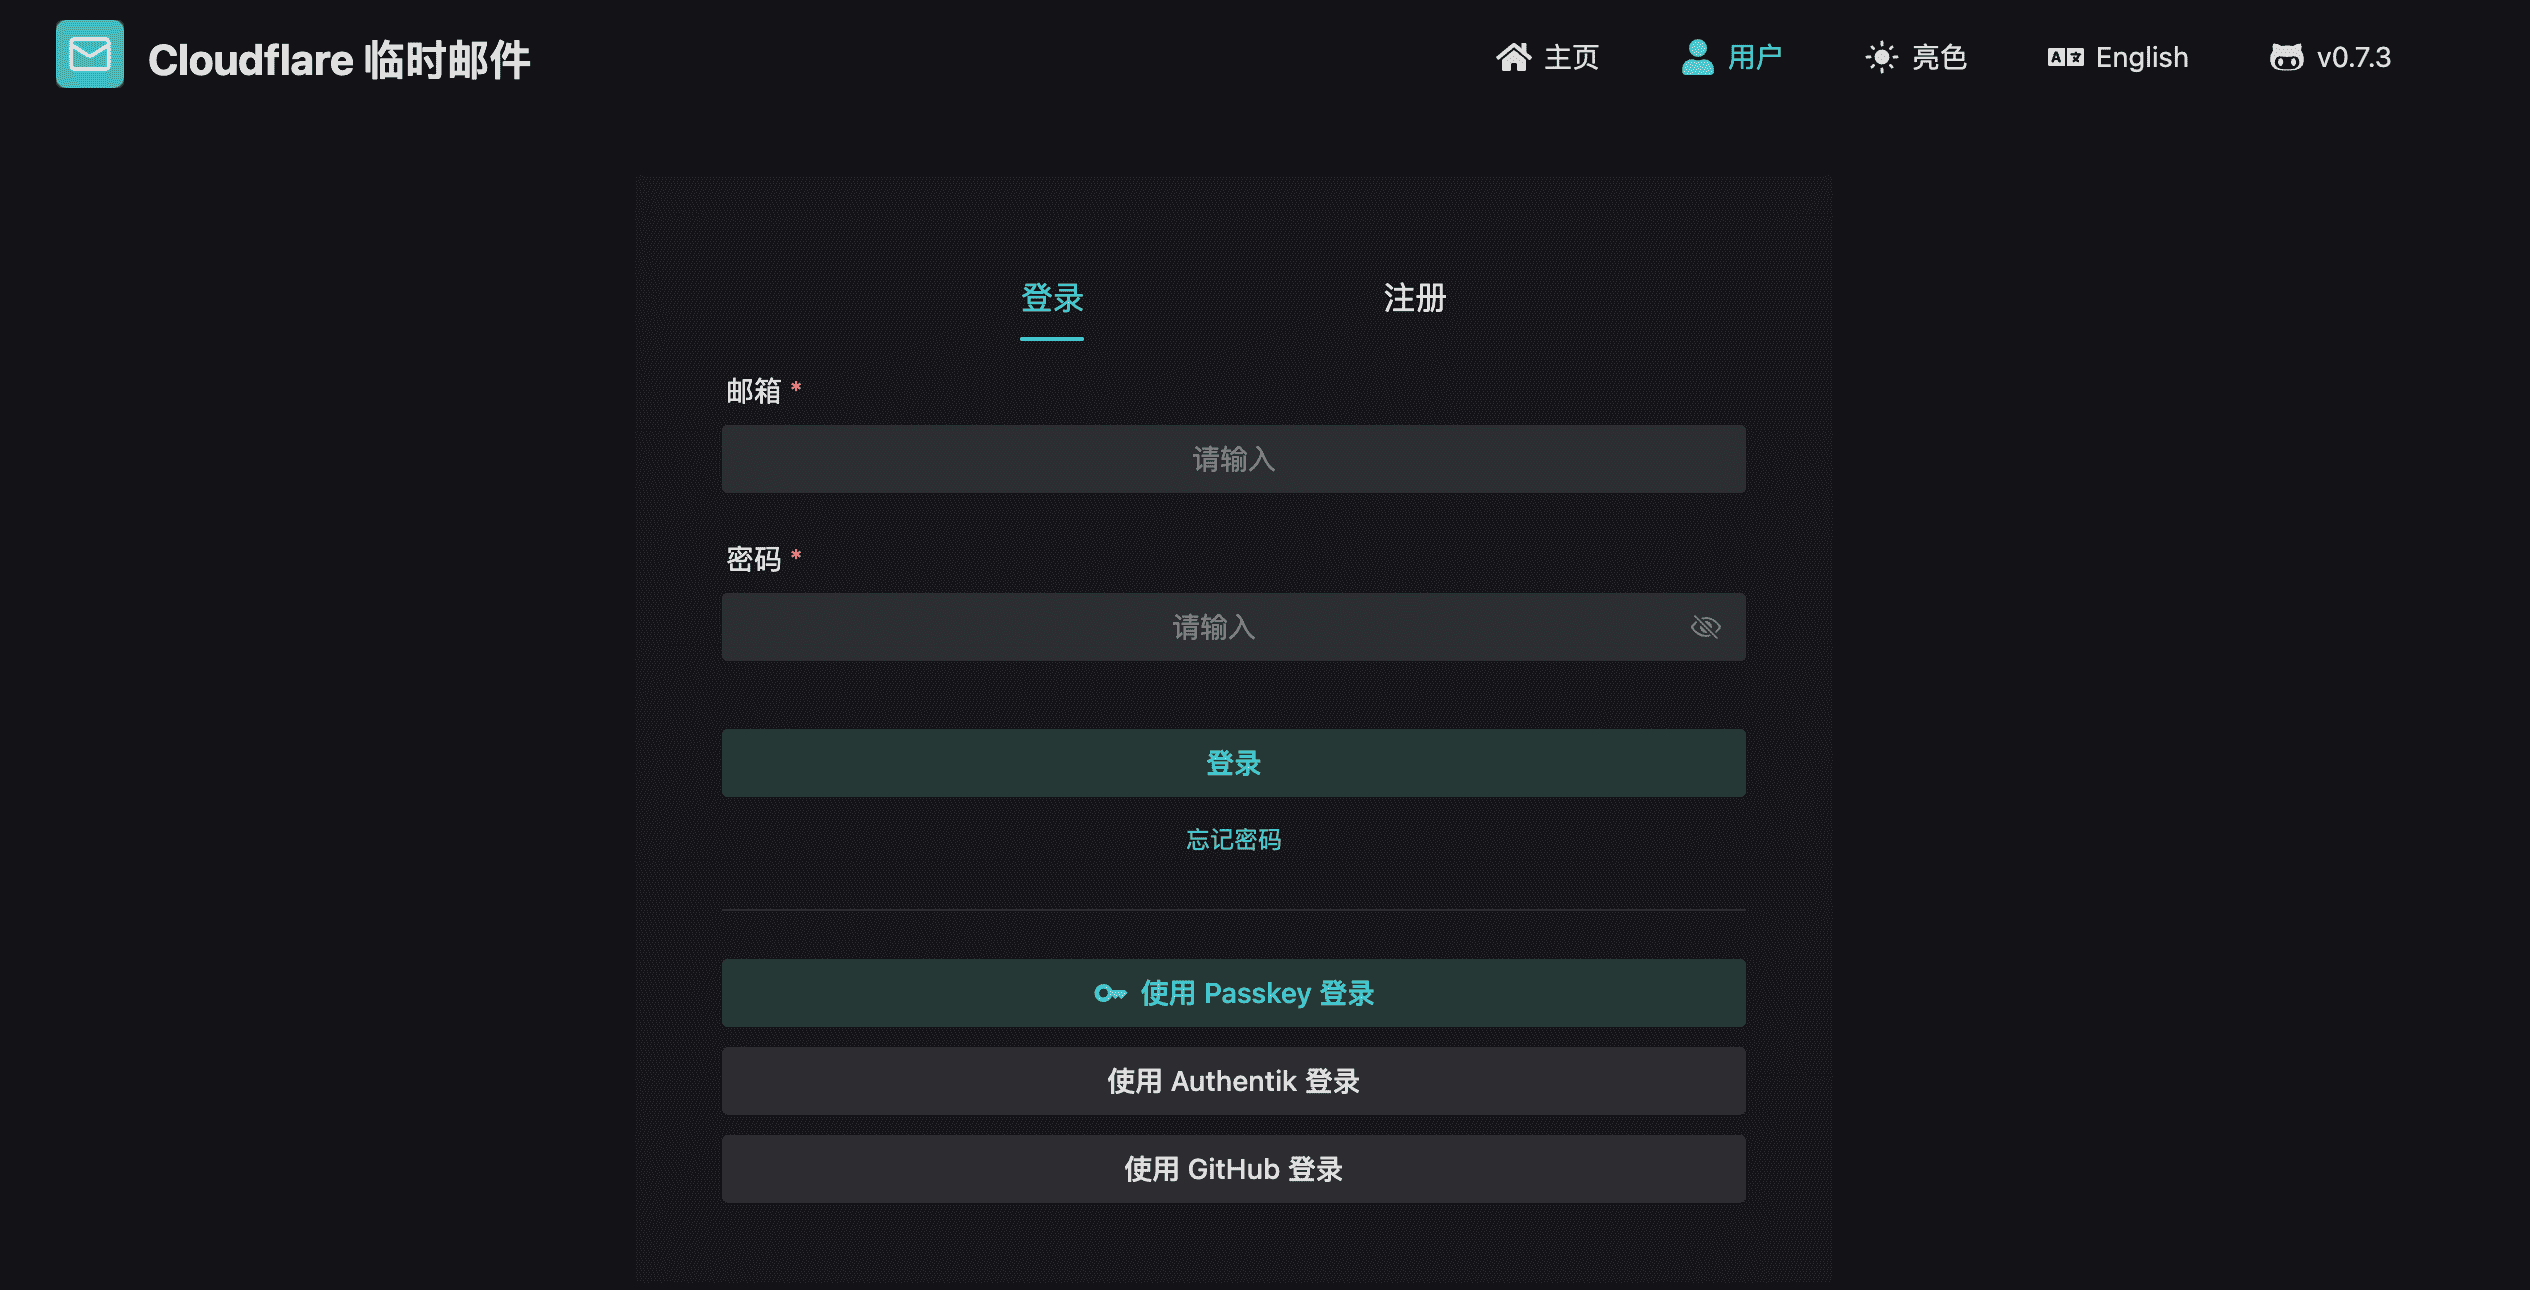 Cloudflare 临时邮件
主页
用户
亮色
English
v0.7.3
登录
注册
邮箱 *
请输入
密码 *
请输入
登录
忘记密码
使用 Passkey 登录
使用 Authentik 登录
使用 GitHub 登录